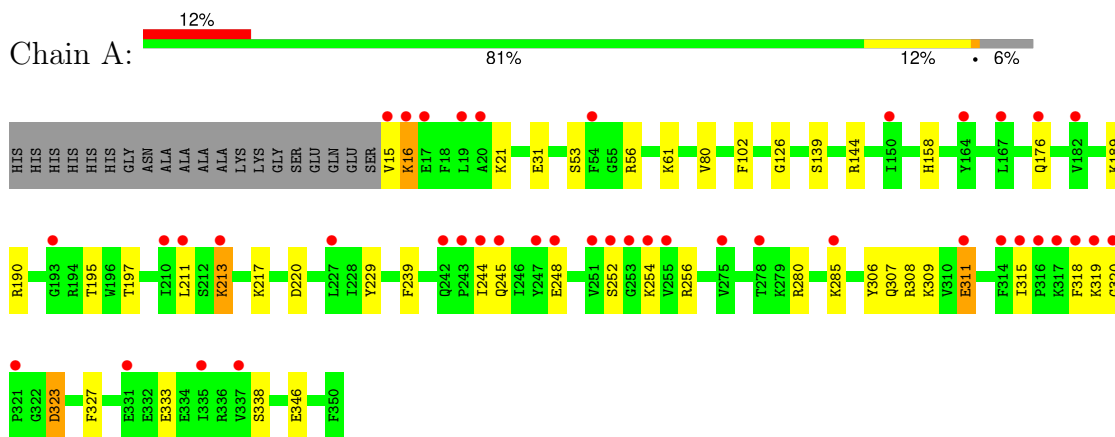 12%
Chain A:
81% 12% • 6%
HIS HIS HIS HIS HIS HIS GLY ASN ALA ALA ALA ALA LYS LYS GLY SER GLU GLN GLU SER V15 K16 E17 F18 L19 A20 K21 E31 S53 F54 G55 R56 K61 V80 F102 G126 S139 R144 I150 H158 Y164 L167 Q176 V182 K189
R190 G193 R194 T195 W196 T197 I210 L211 S212 K213 K217 D220 L227 I228 Y229 F239 Q242 P243 I244 Q245 I246 Y247 E248 V251 S252 G253 K254 V255 R256 V275 T278 K279 R280 K285 Y306 Q307 R308 K309 V310 E311 F314 I315 P316 K317 F318 K319 G320
P321 G322 D323 F327 E331 E332 E333 E334 I335 R336 V337 S338 E346 F350